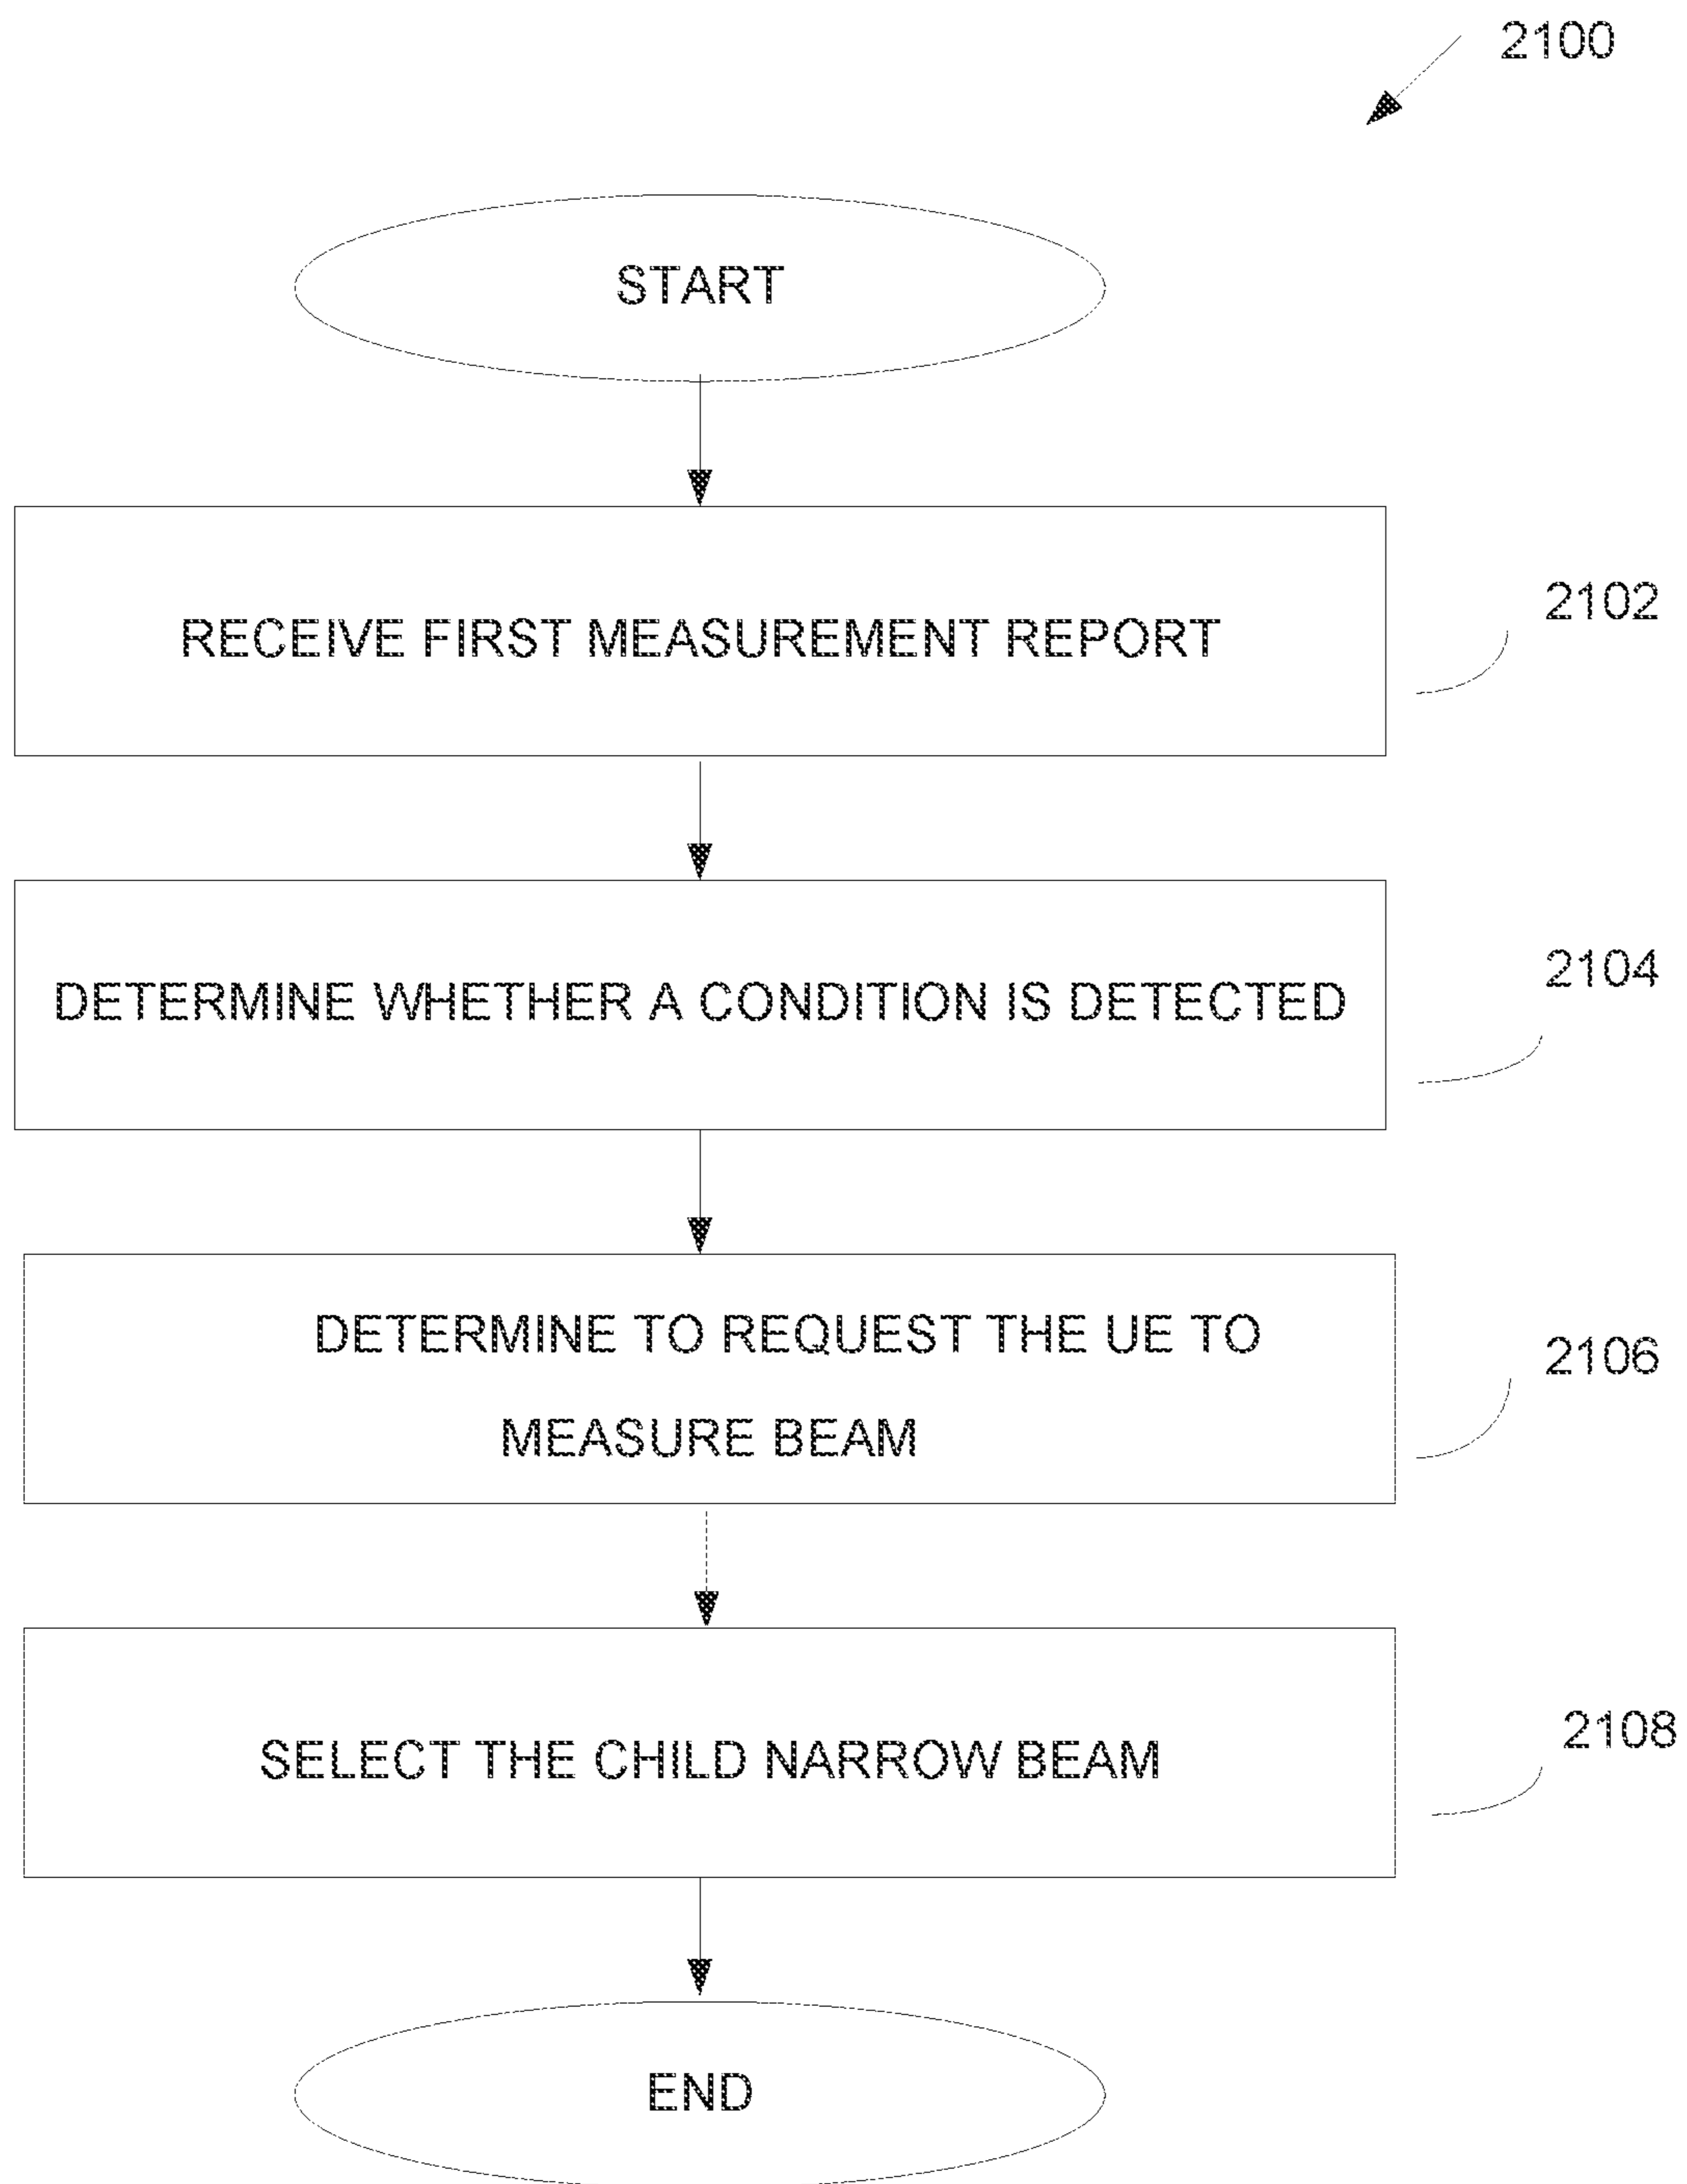 2100
START
RECEIVE FIRST MEASUREMENT REPORT
2102
DETERMINE WHETHER A CONDITION IS DETECTED
2104
DETERMINE TO REQUEST THE UE TO
MEASURE BEAM
2106
SELECT THE CHILD NARROW BEAM
2108
END